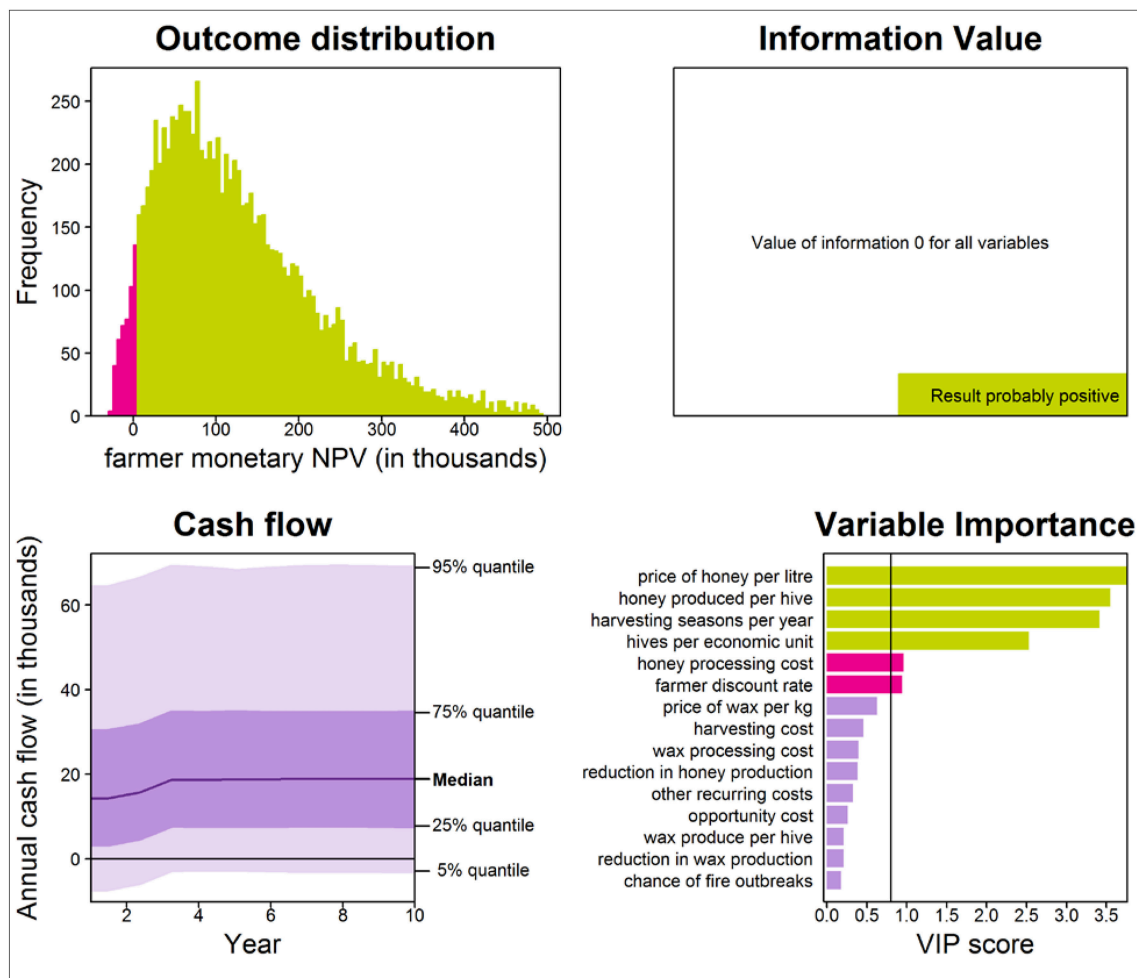 Outcome distribution
Frequency
250
200
150
100
50
0
0 100 200 300 400 500
farmer monetary NPV (in thousands)
Information Value
Value of information 0 for all variables
Result probably positive
Cash flow
Annual cash flow (in thousands)
60
40
20
0
95% quantile
75% quantile
Median
25% quantile
5% quantile
2 4 6 8 10
Year
Variable Importance
price of honey per litre
honey produced per hive
harvesting seasons per year
hives per economic unit
honey processing cost
farmer discount rate
price of wax per kg
harvesting cost
wax processing cost
reduction in honey production
other recurring costs
opportunity cost
wax produce per hive
reduction in wax production
chance of fire outbreaks
0.0 0.5 1.0 1.5 2.0 2.5 3.0 3.5
VIP score